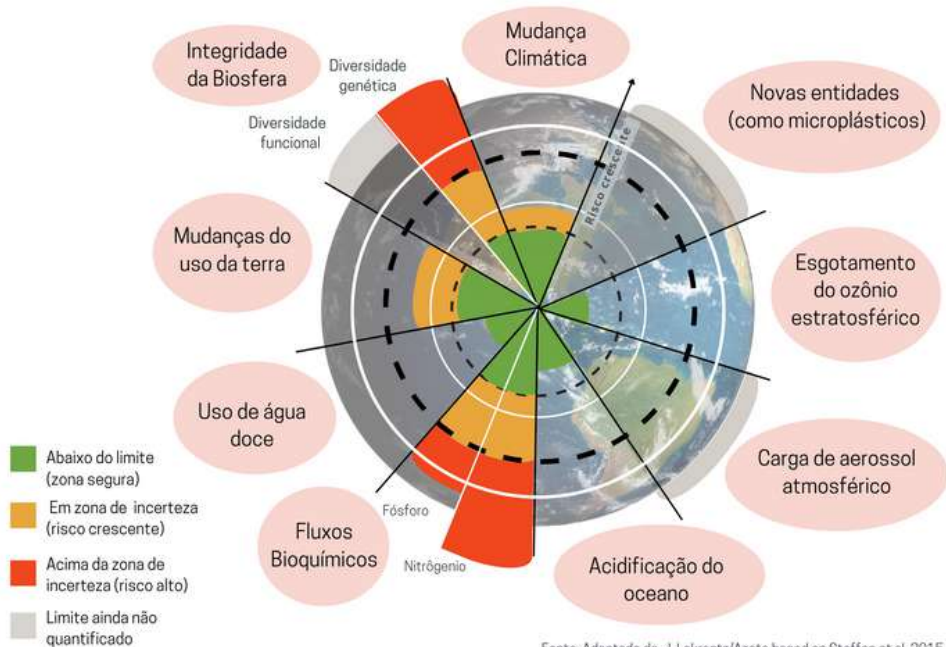 Integridade
da Biosfera
Diversidade
genética
Diversidade
funcional
Mudança
Climática
Risco crescente
Novas entidades
(como microplásticos)
Mudanças do
uso da terra
Esgotamento
do ozônio
estratosférico
Uso de água
doce
Carga de aerossol
atmosférico
Fluxos
Bioquímicos
Fósforo
Nitrôgenio
Acidificação do
oceano
Abaixo do limite
(zona segura)
Em zona de incerteza
(risco crescente)
Acima da zona de
incerteza (risco alto)
Límite ainda não
quantificado